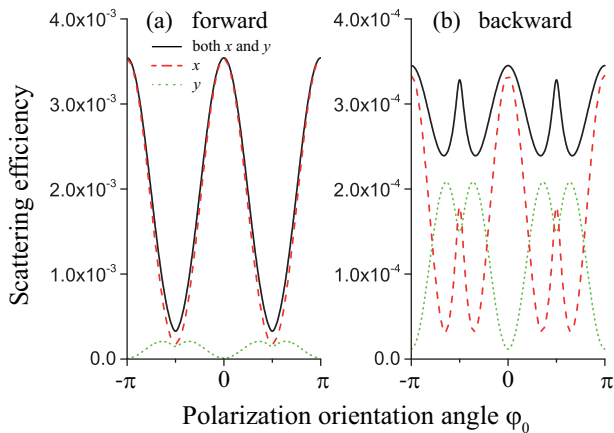 (a) forward
(b) backward
both x and y
x
y
4.0x10⁻³
3.0x10⁻³
2.0x10⁻³
1.0x10⁻³
0.0
4.0x10⁻⁴
3.0x10⁻⁴
2.0x10⁻⁴
1.0x10⁻⁴
0.0
-π 0 π
-π 0 π
Scattering efficiency
Polarization orientation angle φ₀